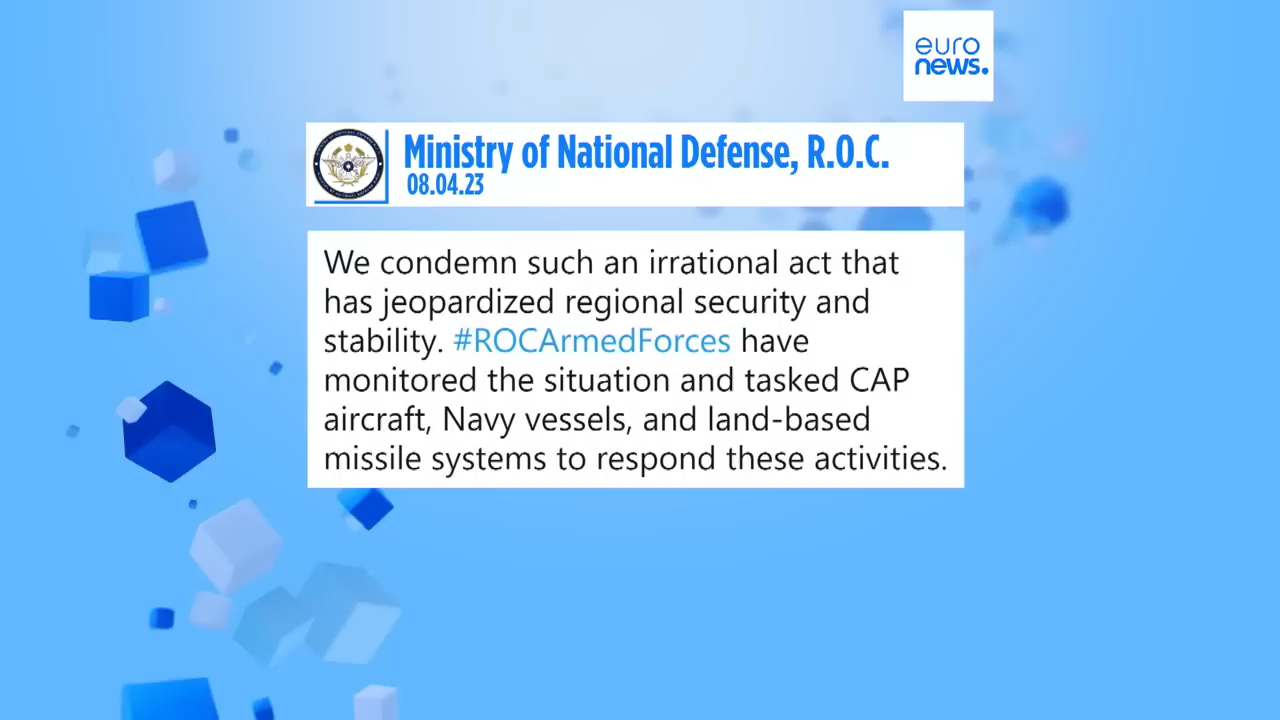 euro
news.
Ministry of National Defense, R.O.C.
08.04.23
We condemn such an irrational act that
has jeopardized regional security and
stability. #ROCArmedForces have
monitored the situation and tasked CAP
aircraft, Navy vessels, and land-based
missile systems to respond these activities.